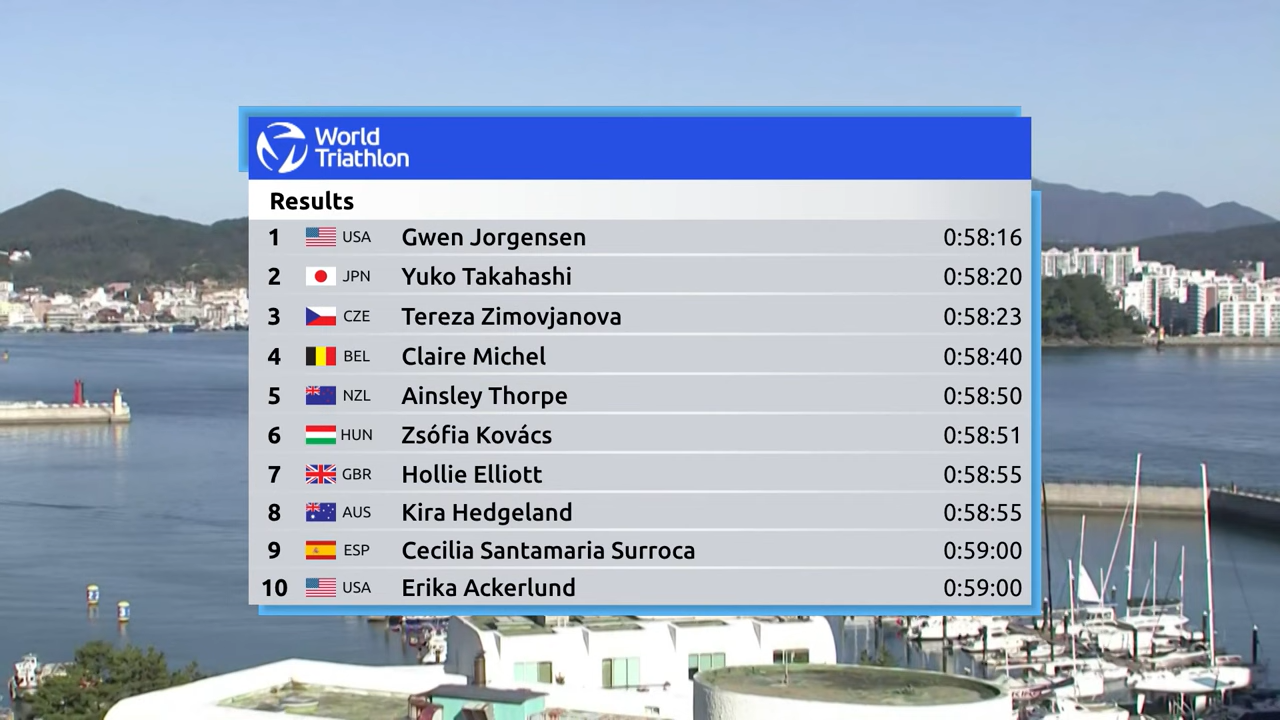 World
Triathlon
Results
1 USA Gwen Jorgensen 0:58:16
2 JPN Yuko Takahashi 0:58:20
3 CZE Tereza Zimovjanova 0:58:23
4 BEL Claire Michel 0:58:40
5 NZL Ainsley Thorpe 0:58:50
6 HUN Zsófia Kovács 0:58:51
7 GBR Hollie Elliott 0:58:55
8 AUS Kira Hedgeland 0:58:55
9 ESP Cecilia Santamaria Surroca 0:59:00
10 USA Erika Ackerlund 0:59:00